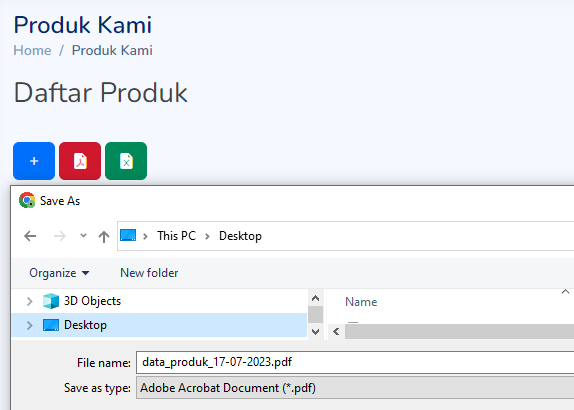 Produk Kami
Home / Produk Kami
Daftar Produk
+
Save As
This PC > Desktop
Organize New folder
3D Objects
Name
Desktop
File name: data_produk_17-07-2023.pdf
Save as type: Adobe Acrobat Document (*.pdf)